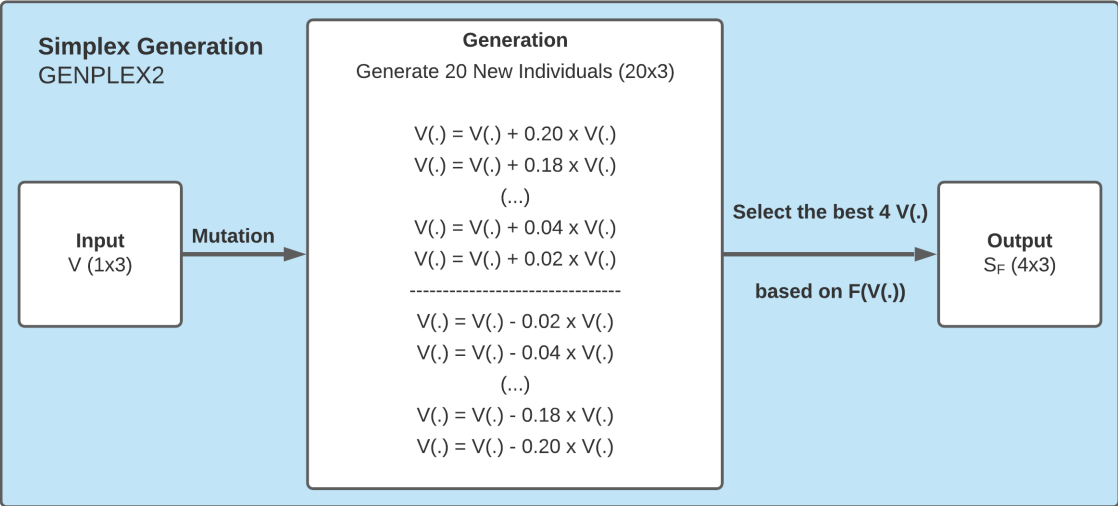 Simplex Generation
GENPLEX2
Input
V (1x3)
Mutation
Generation
Generate 20 New Individuals (20x3)
V(.) = V(.) + 0.20 x V(.)
V(.) = V(.) + 0.18 x V(.)
(...)
V(.) = V(.) + 0.04 x V(.)
V(.) = V(.) + 0.02 x V(.)
--------------------------------
V(.) = V(.) - 0.02 x V(.)
V(.) = V(.) - 0.04 x V(.)
(...)
V(.) = V(.) - 0.18 x V(.)
V(.) = V(.) - 0.20 x V(.)
Select the best 4 V(.)
based on F(V(.))
Output
S_F (4x3)